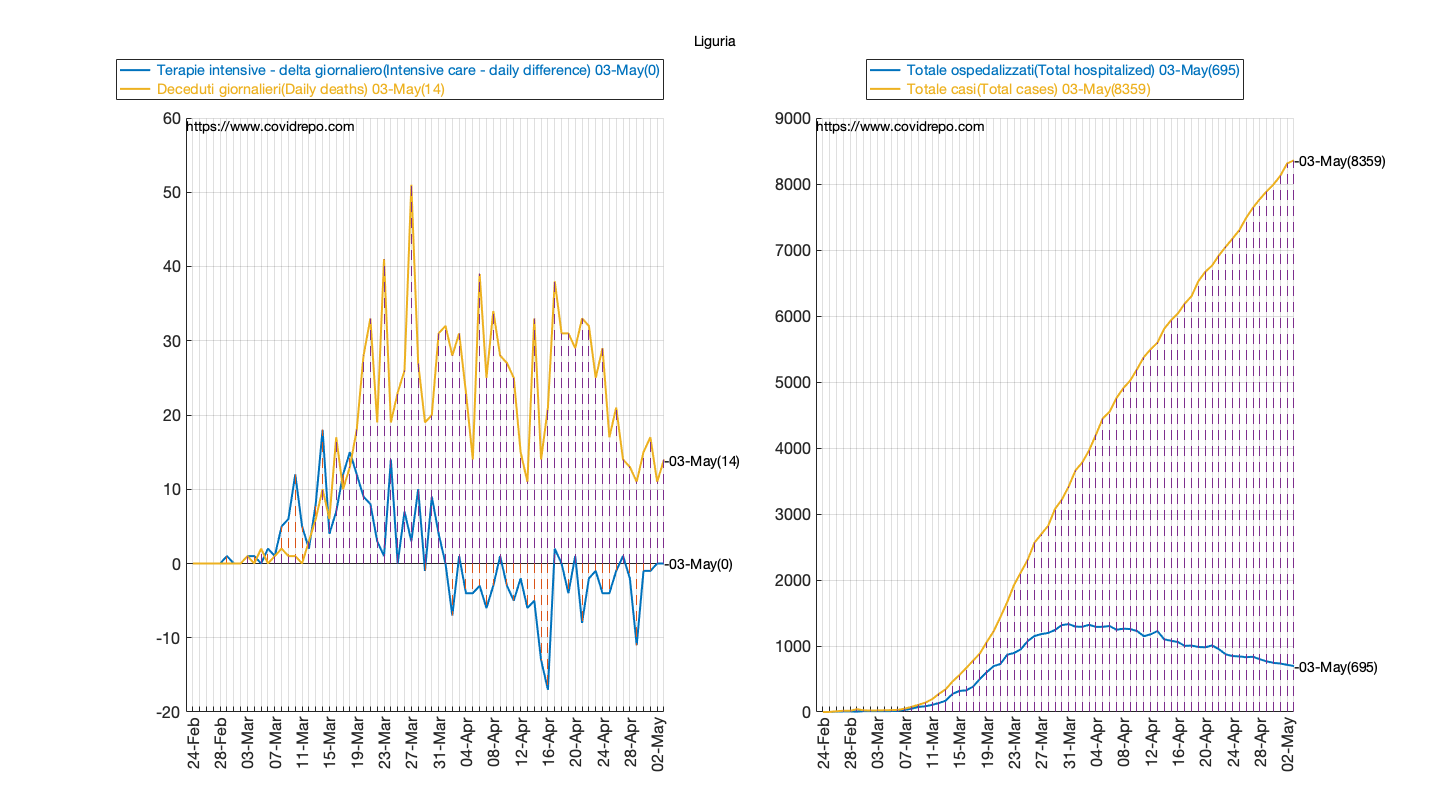 Liguria
Terapie intensive - delta giornaliero(Intensive care - daily difference) 03-May(0)
Deceduti giornalieri(Daily deaths) 03-May(14)
https://www.covidrepo.com
60
50
40
30
20
10
0
-10
-20
-03-May(14)
-03-May(0)
24-Feb
28-Feb
03-Mar
07-Mar
11-Mar
15-Mar
19-Mar
23-Mar
27-Mar
31-Mar
04-Apr
08-Apr
12-Apr
16-Apr
20-Apr
24-Apr
28-Apr
02-May
Totale ospedalizzati(Total hospitalized) 03-May(695)
Totale casi(Total cases) 03-May(8359)
https://www.covidrepo.com
9000
8000
7000
6000
5000
4000
3000
2000
1000
0
-03-May(8359)
-03-May(695)
24-Feb
28-Feb
03-Mar
07-Mar
11-Mar
15-Mar
19-Mar
23-Mar
27-Mar
31-Mar
04-Apr
08-Apr
12-Apr
16-Apr
20-Apr
24-Apr
28-Apr
02-May